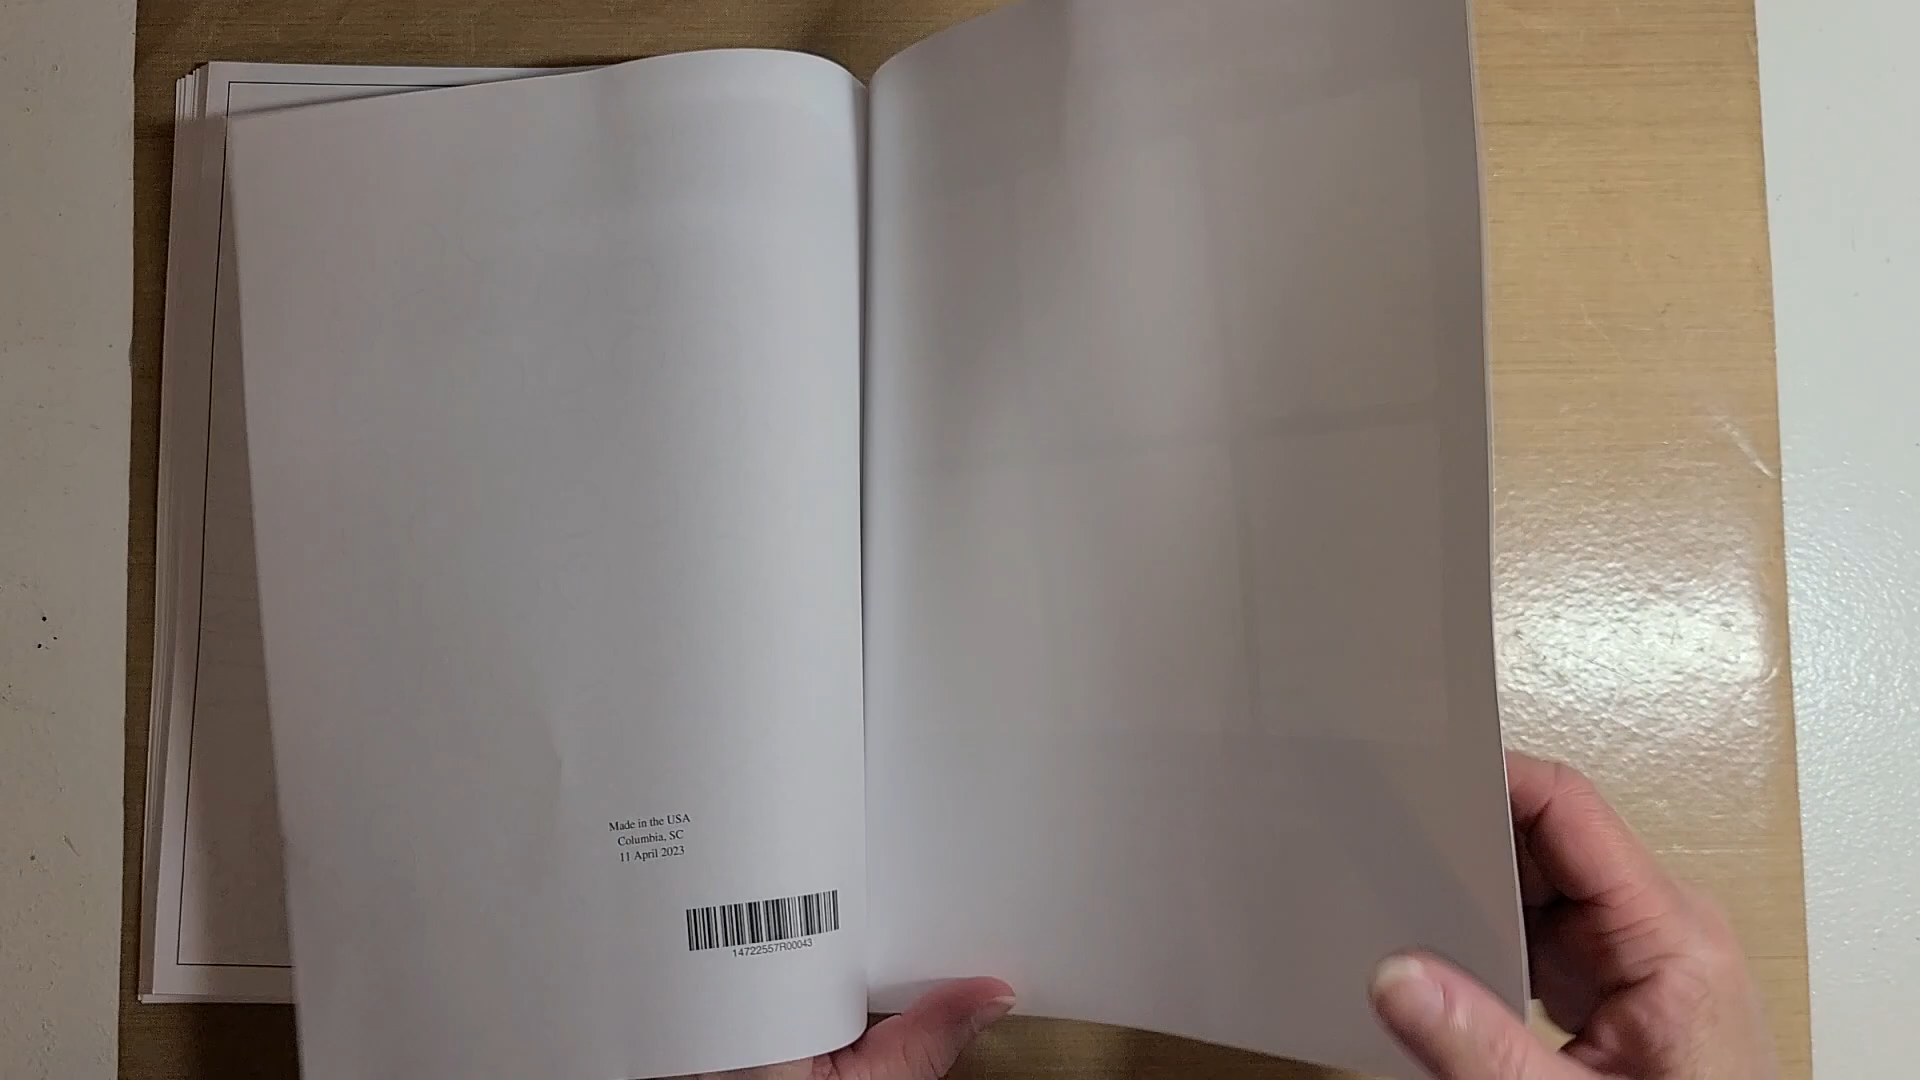 Made in the USA
Columbia, SC
11 April 2023
14722557R00043